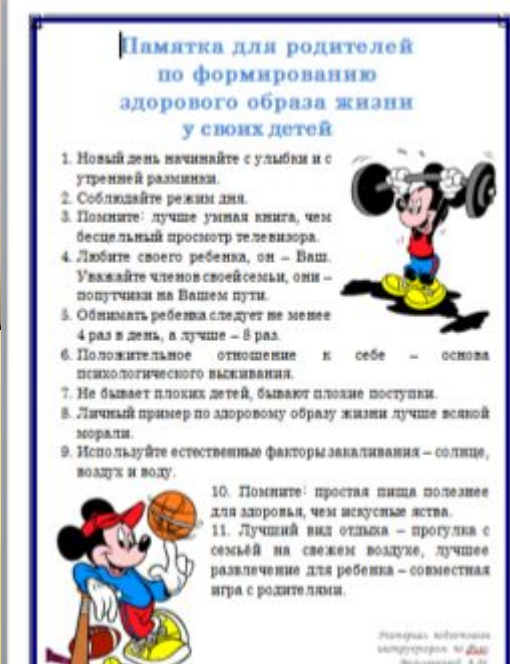 Памятка для родителей
по формированию
здорового образа жизни
у своих детей
1. Новый день начинайте с улыбки и с
утренней разминки.
2. Соблюдайте режим дня.
3. Помните: лучше умная книга, чем
бесцельный просмотр телевизора.
4. Любите своего ребенка, он – Ваш.
Уважайте членов своей семьи, они –
попутчики на Вашем пути.
5. Обнимать ребенка следует не менее
4 раз в день, а лучше – 8 раз.
6. Положительное отношение к себе – основа
психологического выживания.
7. Не бывает плохих детей, бывают плохие поступки.
8. Личный пример по здоровому образу жизни лучше всякой
морали.
9. Используйте естественные факторы закаливания – солнце,
воздух и воду.
10. Помните: простая пища полезнее
для здоровья, чем искусные яства.
11. Лучший вид отдыха – прогулка с
семьёй на свежем воздухе, лучшее
развлечение для ребенка – совместная
игра с родителями.